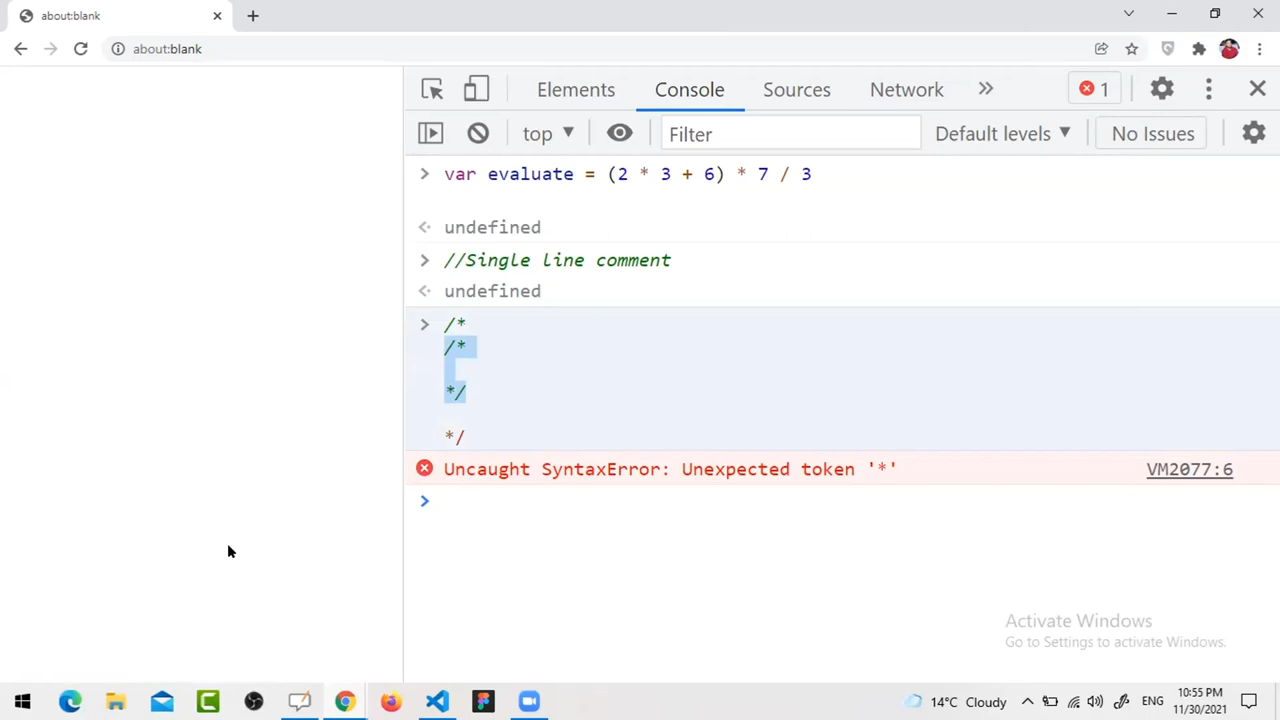 about:blank
about:blank
Elements Console Sources Network » 1
top ▼ Filter Default levels ▼ No Issues
> var evaluate = (2 * 3 + 6) * 7 / 3
undefined
> //Single line comment
undefined
> /*
/*
*/
*/
Uncaught SyntaxError: Unexpected token '*' VM2077:6
>
Activate Windows
Go to Settings to activate Windows.
14°C Cloudy ENG 10:55 PM
11/30/2021